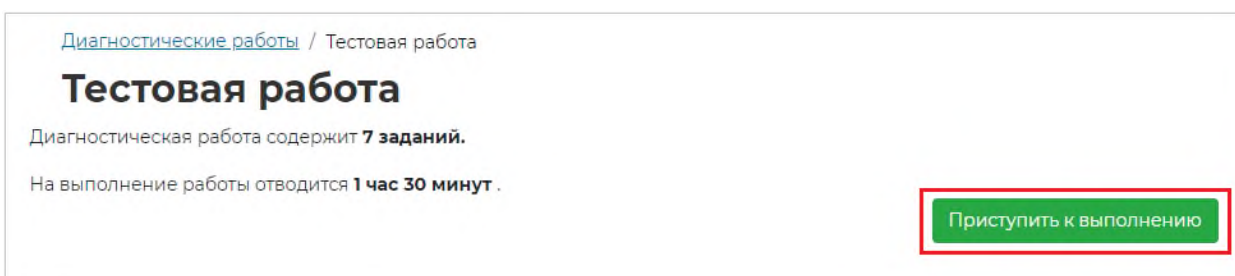 Диагностические работы / Тестовая работа
Тестовая работа
Диагностическая работа содержит 7 заданий.
На выполнение работы отводится 1 час 30 минут .
Приступить к выполнению